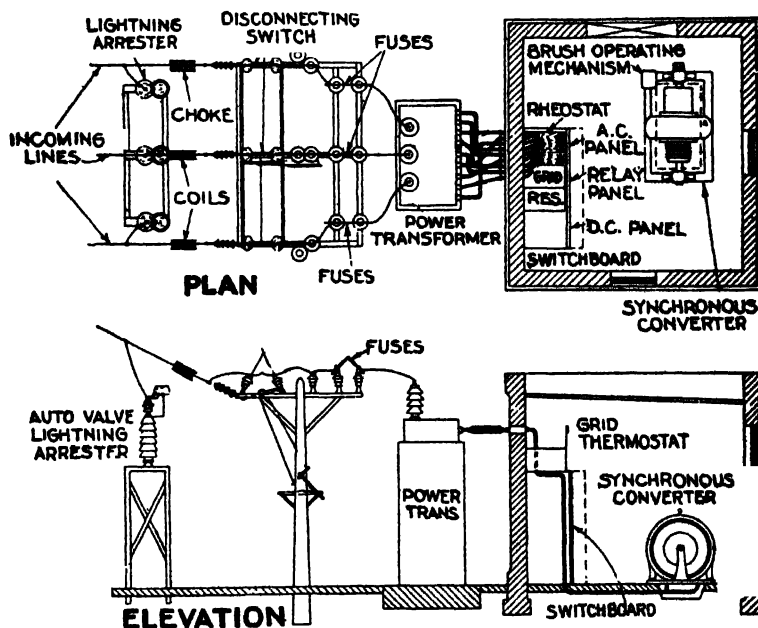 LIGHTNING
ARRESTER
DISCONNECTING
SWITCH
FUSES
CHOKE
INCOMING
LINES
COILS
POWER
TRANSFORMER
FUSES
PLAN
BRUSH OPERATING
MECHANISM
RHEOSTAT
A.C.
PANEL
GRID
RELAY
PANEL
RES.
D.C. PANEL
SWITCHBOARD
SYNCHRONOUS
CONVERTER
FUSES
AUTO VALVE
LIGHTNING
ARRESTER
POWER
TRANS
GRID
THERMOSTAT
SYNCHRONOUS
CONVERTER
SWITCHBOARD
ELEVATION